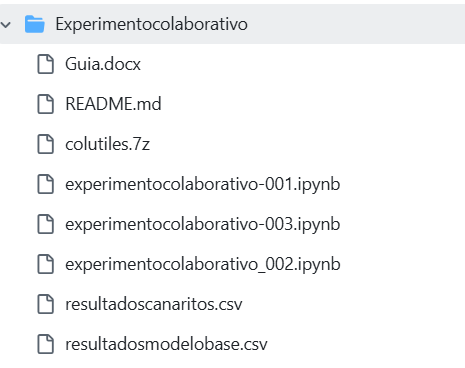 Experimentocolaborativo
Guia.docx
README.md
colutiles.7z
experimentocolaborativo-001.ipynb
experimentocolaborativo-003.ipynb
experimentocolaborativo_002.ipynb
resultadoscanaritos.csv
resultadosmodelobase.csv